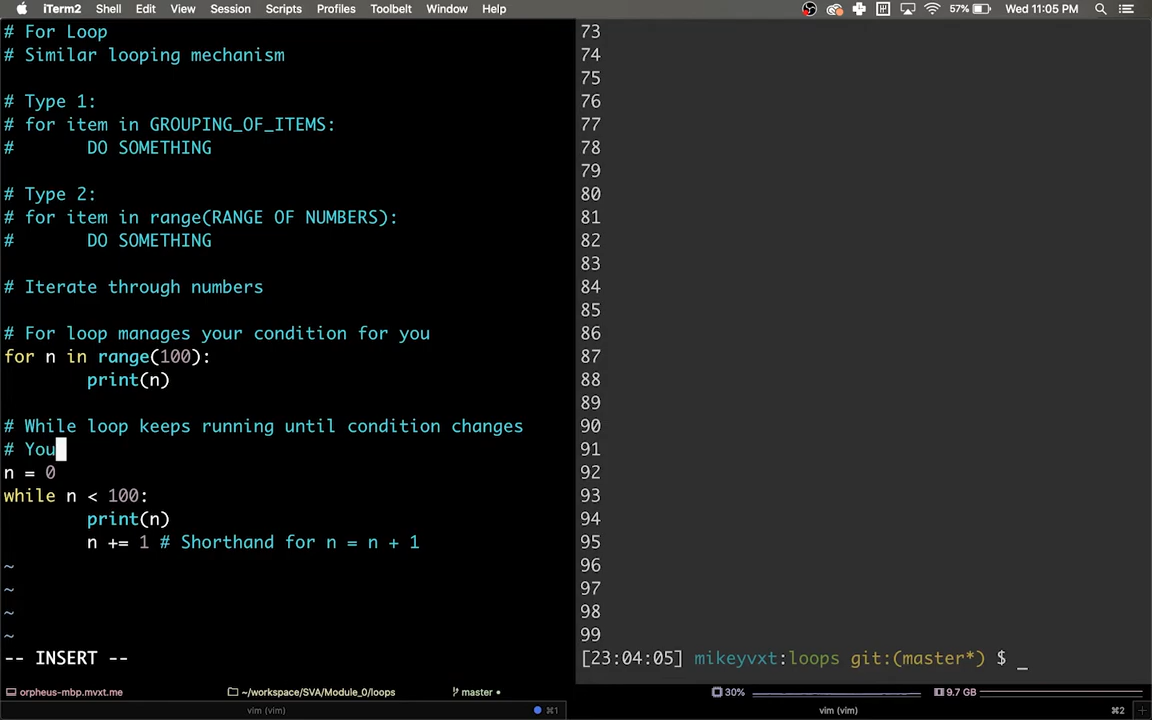 iTerm2 Shell Edit View Session Scripts Profiles Toolbelt Window Help 57% Wed 11:05 PM
# For Loop
# Similar looping mechanism
# Type 1:
# for item in GROUPING_OF_ITEMS:
#       DO SOMETHING
# Type 2:
# for item in range(RANGE OF NUMBERS):
#       DO SOMETHING
# Iterate through numbers
# For loop manages your condition for you
for n in range(100):
        print(n)
# While loop keeps running until condition changes
# You
n = 0
while n < 100:
        print(n)
        n += 1 # Shorthand for n = n + 1
~
~
~
~
-- INSERT --
orpheus-mbp.mvxt.me ~/workspace/SVA/Module_0/loops master
vim (vim) ⌘1
73
74
75
76
77
78
79
80
81
82
83
84
85
86
87
88
89
90
91
92
93
94
95
96
97
98
99
[23:04:05] mikeyvxt:loops git:(master*) $ _
30% 9.7 GB
vim (vim) ⌘2